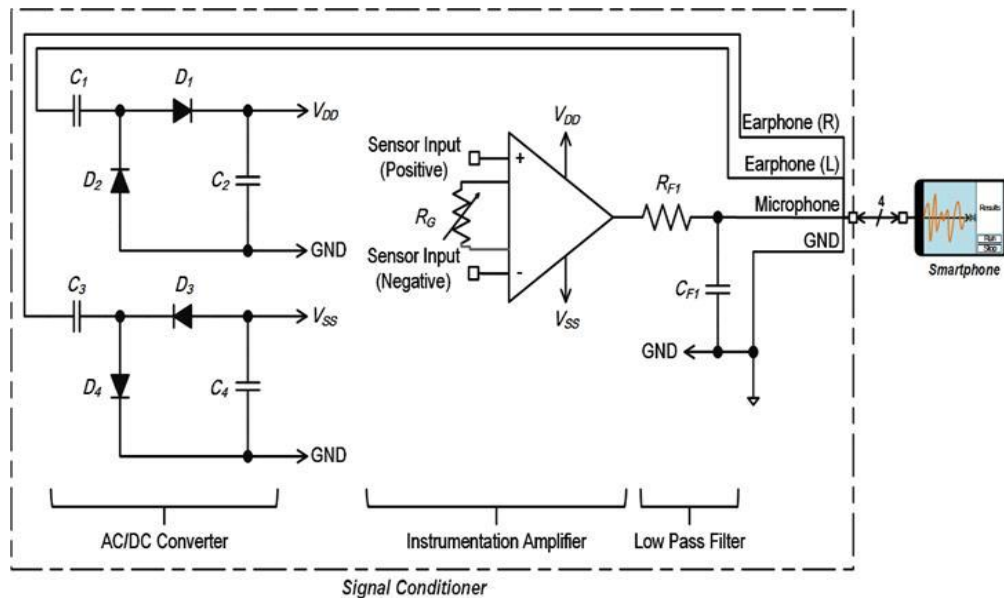 C1
D1
VDD
D2
C2
GND
C3
D3
VSS
D4
C4
GND
AC/DC Converter
Sensor Input
(Positive)
RG
Sensor Input
(Negative)
+
-
VDD
VSS
Instrumentation Amplifier
RF1
CF1
GND
Low Pass Filter
Earphone (R)
Earphone (L)
Microphone
GND
4
Results
Run
Stop
Smartphone
Signal Conditioner